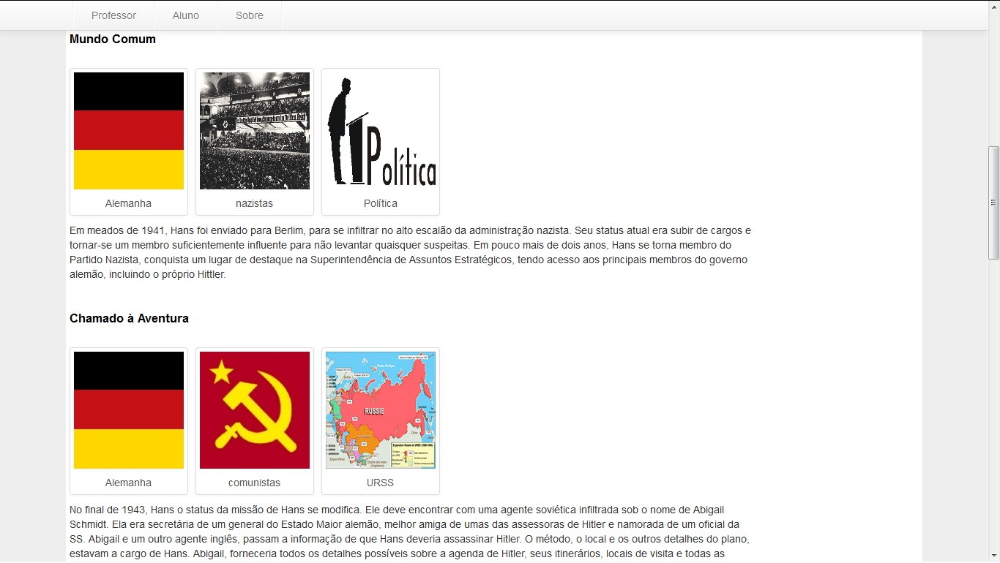 Professor Aluno Sobre
Mundo Comum
Política
Alemanha nazistas Política
Em meados de 1941, Hans foi enviado para Berlim, para se infiltrar no alto escalão da administração nazista. Seu status atual era subir de cargos e
tornar-se um membro suficientemente influente para não levantar quaisquer suspeitas. Em pouco mais de dois anos, Hans se torna membro do
Partido Nazista, conquista um lugar de destaque na Superintendência de Assuntos Estratégicos, tendo acesso aos principais membros do governo
alemão, incluindo o próprio Hittler.
Chamado à Aventura
RUSSIE
Alemanha comunistas URSS
No final de 1943, Hans o status da missão de Hans se modifica. Ele deve encontrar com uma agente soviética infiltrada sob o nome de Abigail
Schmidt. Ela era secretária de um general do Estado Maior alemão, melhor amiga de umas das assessoras de Hitler e namorada de um oficial da
SS. Abigail e um outro agente inglês, passam a informação de que Hans deveria assassinar Hitler. O método, o local e os outros detalhes do plano,
estavam a cargo de Hans. Abigail, forneceria todos os detalhes possíveis sobre a agenda de Hitler, seus itinerários, locais de visita e todas as